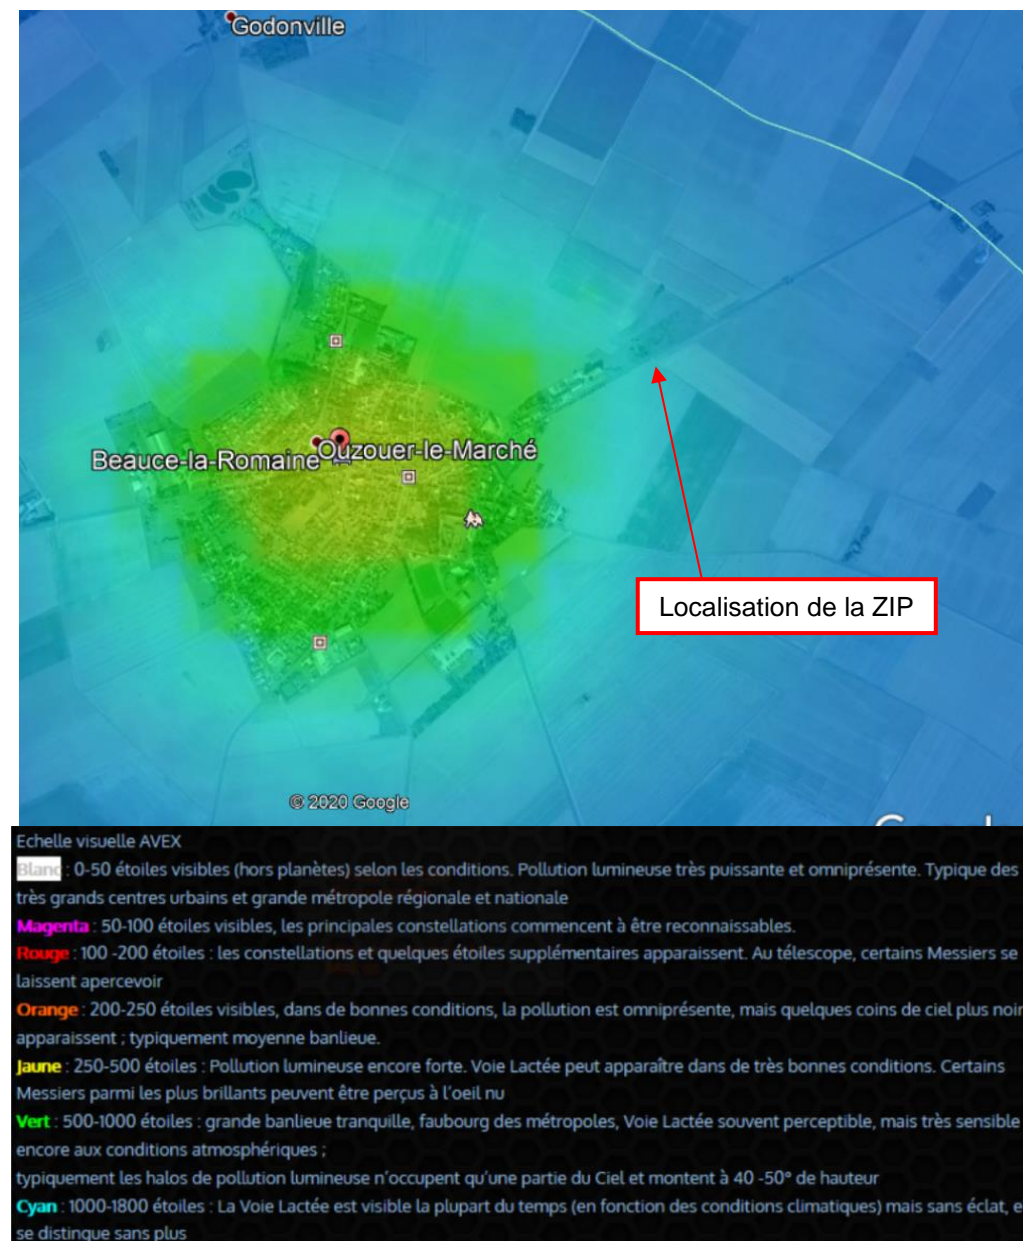 Godonville
Beauce-la-Romaine
Ouzouer-le-Marché
Localisation de la ZIP
© 2020 Google
Echelle visuelle AVEX
Blanc : 0-50 étoiles visibles (hors planètes) selon les conditions. Pollution lumineuse très puissante et omniprésente. Typique des
très grands centres urbains et grande métropole régionale et nationale
Magenta : 50-100 étoiles visibles, les principales constellations commencent à être reconnaissables.
Rouge : 100 -200 étoiles : les constellations et quelques étoiles supplémentaires apparaissent. Au télescope, certains Messiers se
laissent apercevoir
Orange : 200-250 étoiles visibles, dans de bonnes conditions, la pollution est omniprésente, mais quelques coins de ciel plus noir
apparaissent ; typiquement moyenne banlieue.
Jaune : 250-500 étoiles : Pollution lumineuse encore forte. Voie Lactée peut apparaître dans de très bonnes conditions. Certains
Messiers parmi les plus brillants peuvent être perçus à l'oeil nu
Vert : 500-1000 étoiles : grande banlieue tranquille, faubourg des métropoles, Voie Lactée souvent perceptible, mais très sensible
encore aux conditions atmosphériques ;
typiquement les halos de pollution lumineuse n'occupent qu'une partie du Ciel et montent à 40 -50° de hauteur
Cyan : 1000-1800 étoiles : La Voie Lactée est visible la plupart du temps (en fonction des conditions climatiques) mais sans éclat, e
se distingue sans plus